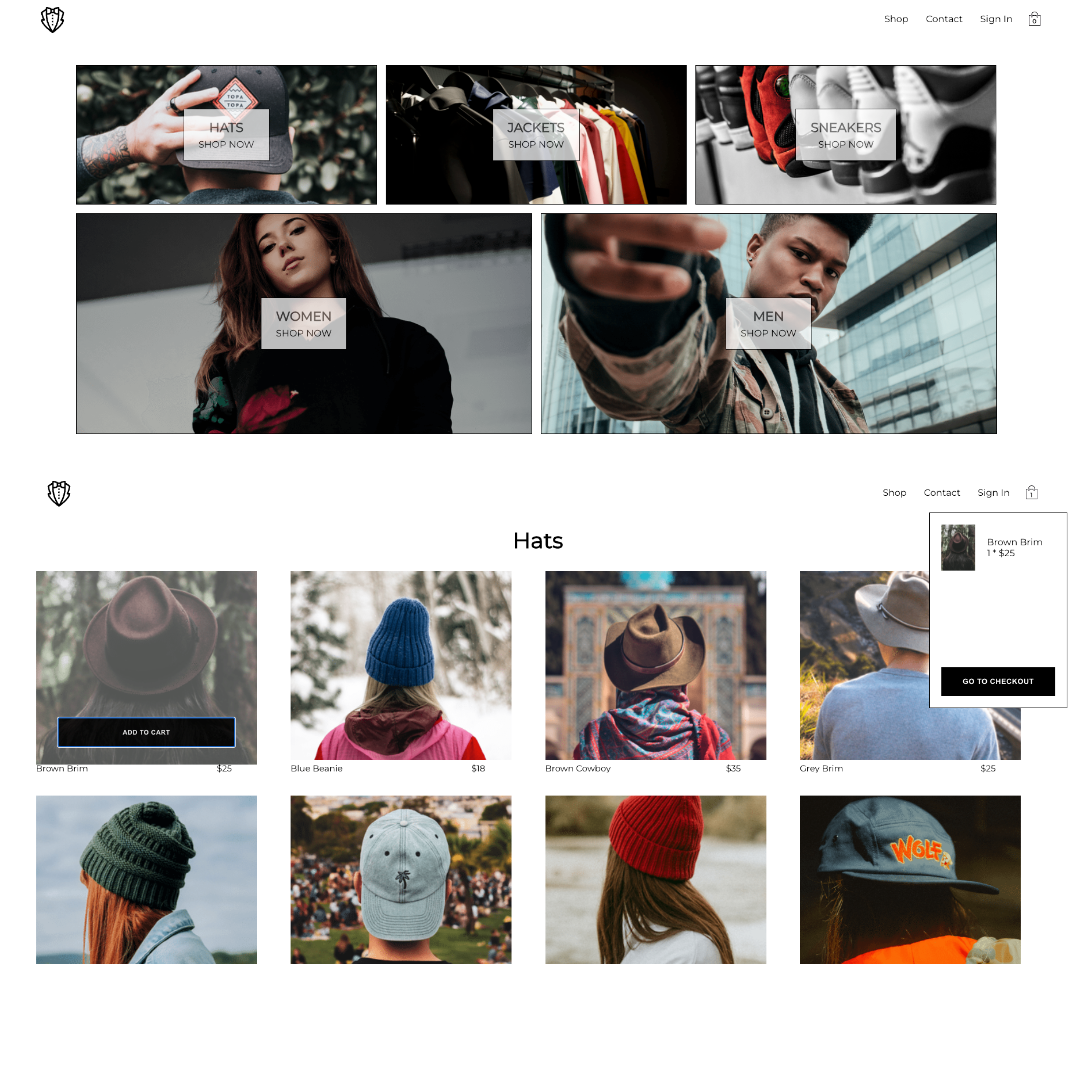 Shop Contact Sign In 0
TOPA
TOPA
HATS
SHOP NOW
JACKETS
SHOP NOW
SNEAKERS
SHOP NOW
WOMEN
SHOP NOW
MEN
SHOP NOW
Shop Contact Sign In 1
Hats
Brown Brim
1 * $25
GO TO CHECKOUT
ADD TO CART
Brown Brim $25
Blue Beanie $18
Brown Cowboy $35
Grey Brim $25
WOLF